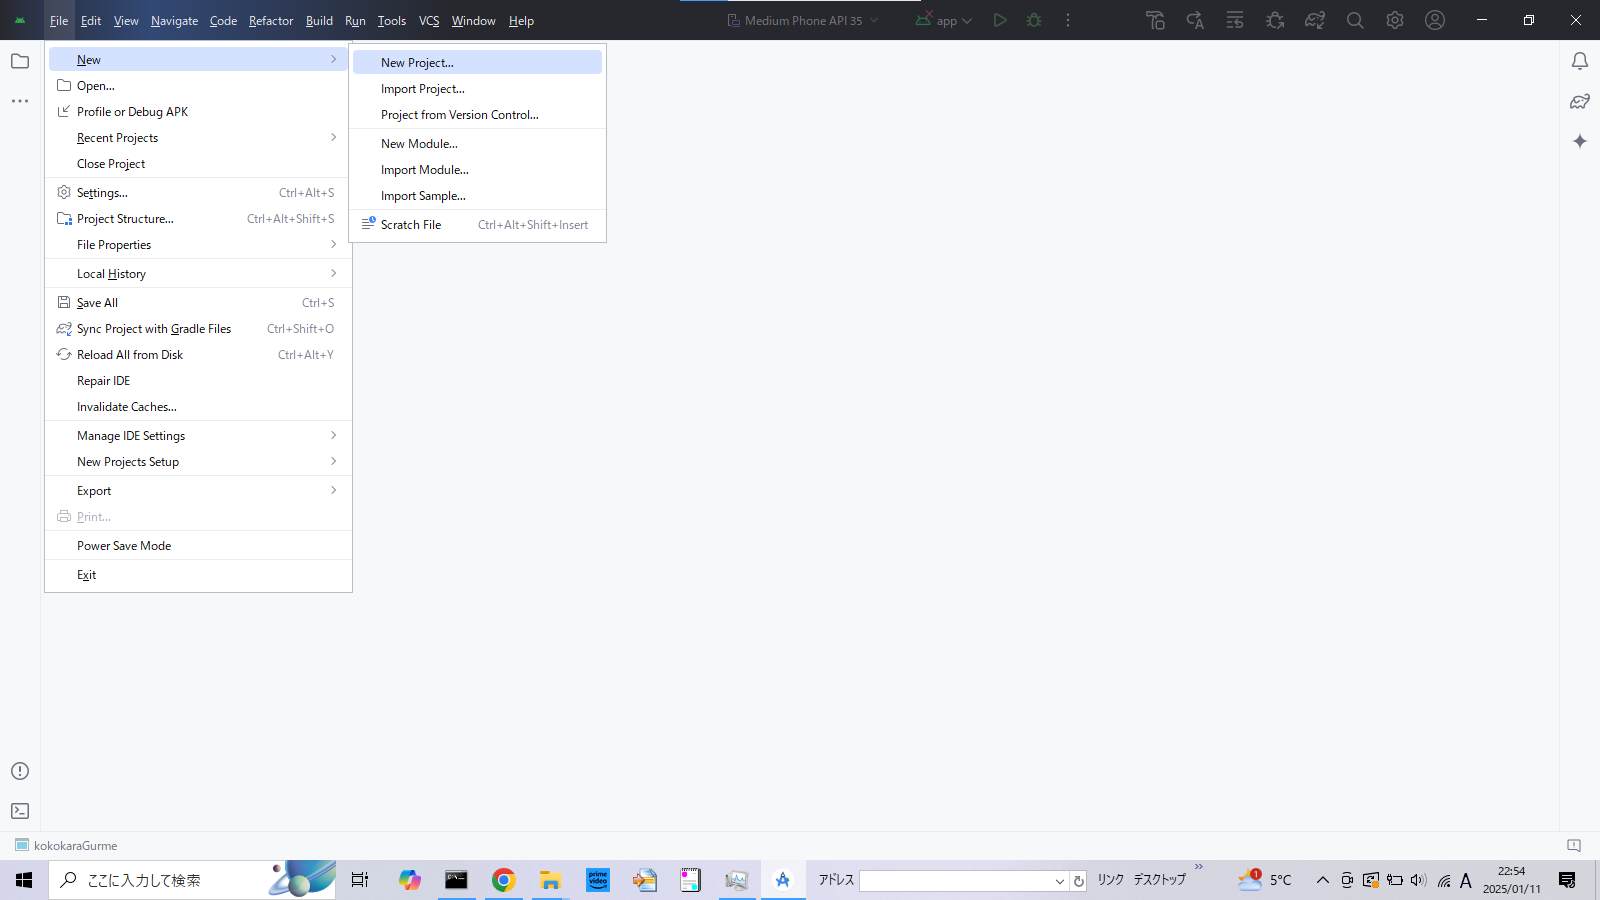 File Edit View Navigate Code Refactor Build Run Tools VCS Window Help Medium Phone API 35 app
New
Open...
Profile or Debug APK
Recent Projects
Close Project
Settings... Ctrl+Alt+S
Project Structure... Ctrl+Alt+Shift+S
File Properties
Local History
Save All Ctrl+S
Sync Project with Gradle Files Ctrl+Shift+O
Reload All from Disk Ctrl+Alt+Y
Repair IDE
Invalidate Caches...
Manage IDE Settings
New Projects Setup
Export
Print...
Power Save Mode
Exit
New Project...
Import Project...
Project from Version Control...
New Module...
Import Module...
Import Sample...
Scratch File Ctrl+Alt+Shift+Insert
kokokaraGurme
ここに入力して検索 prime video アドレス リンク デスクトップ » 1 5°C A 22:54
2025/01/11